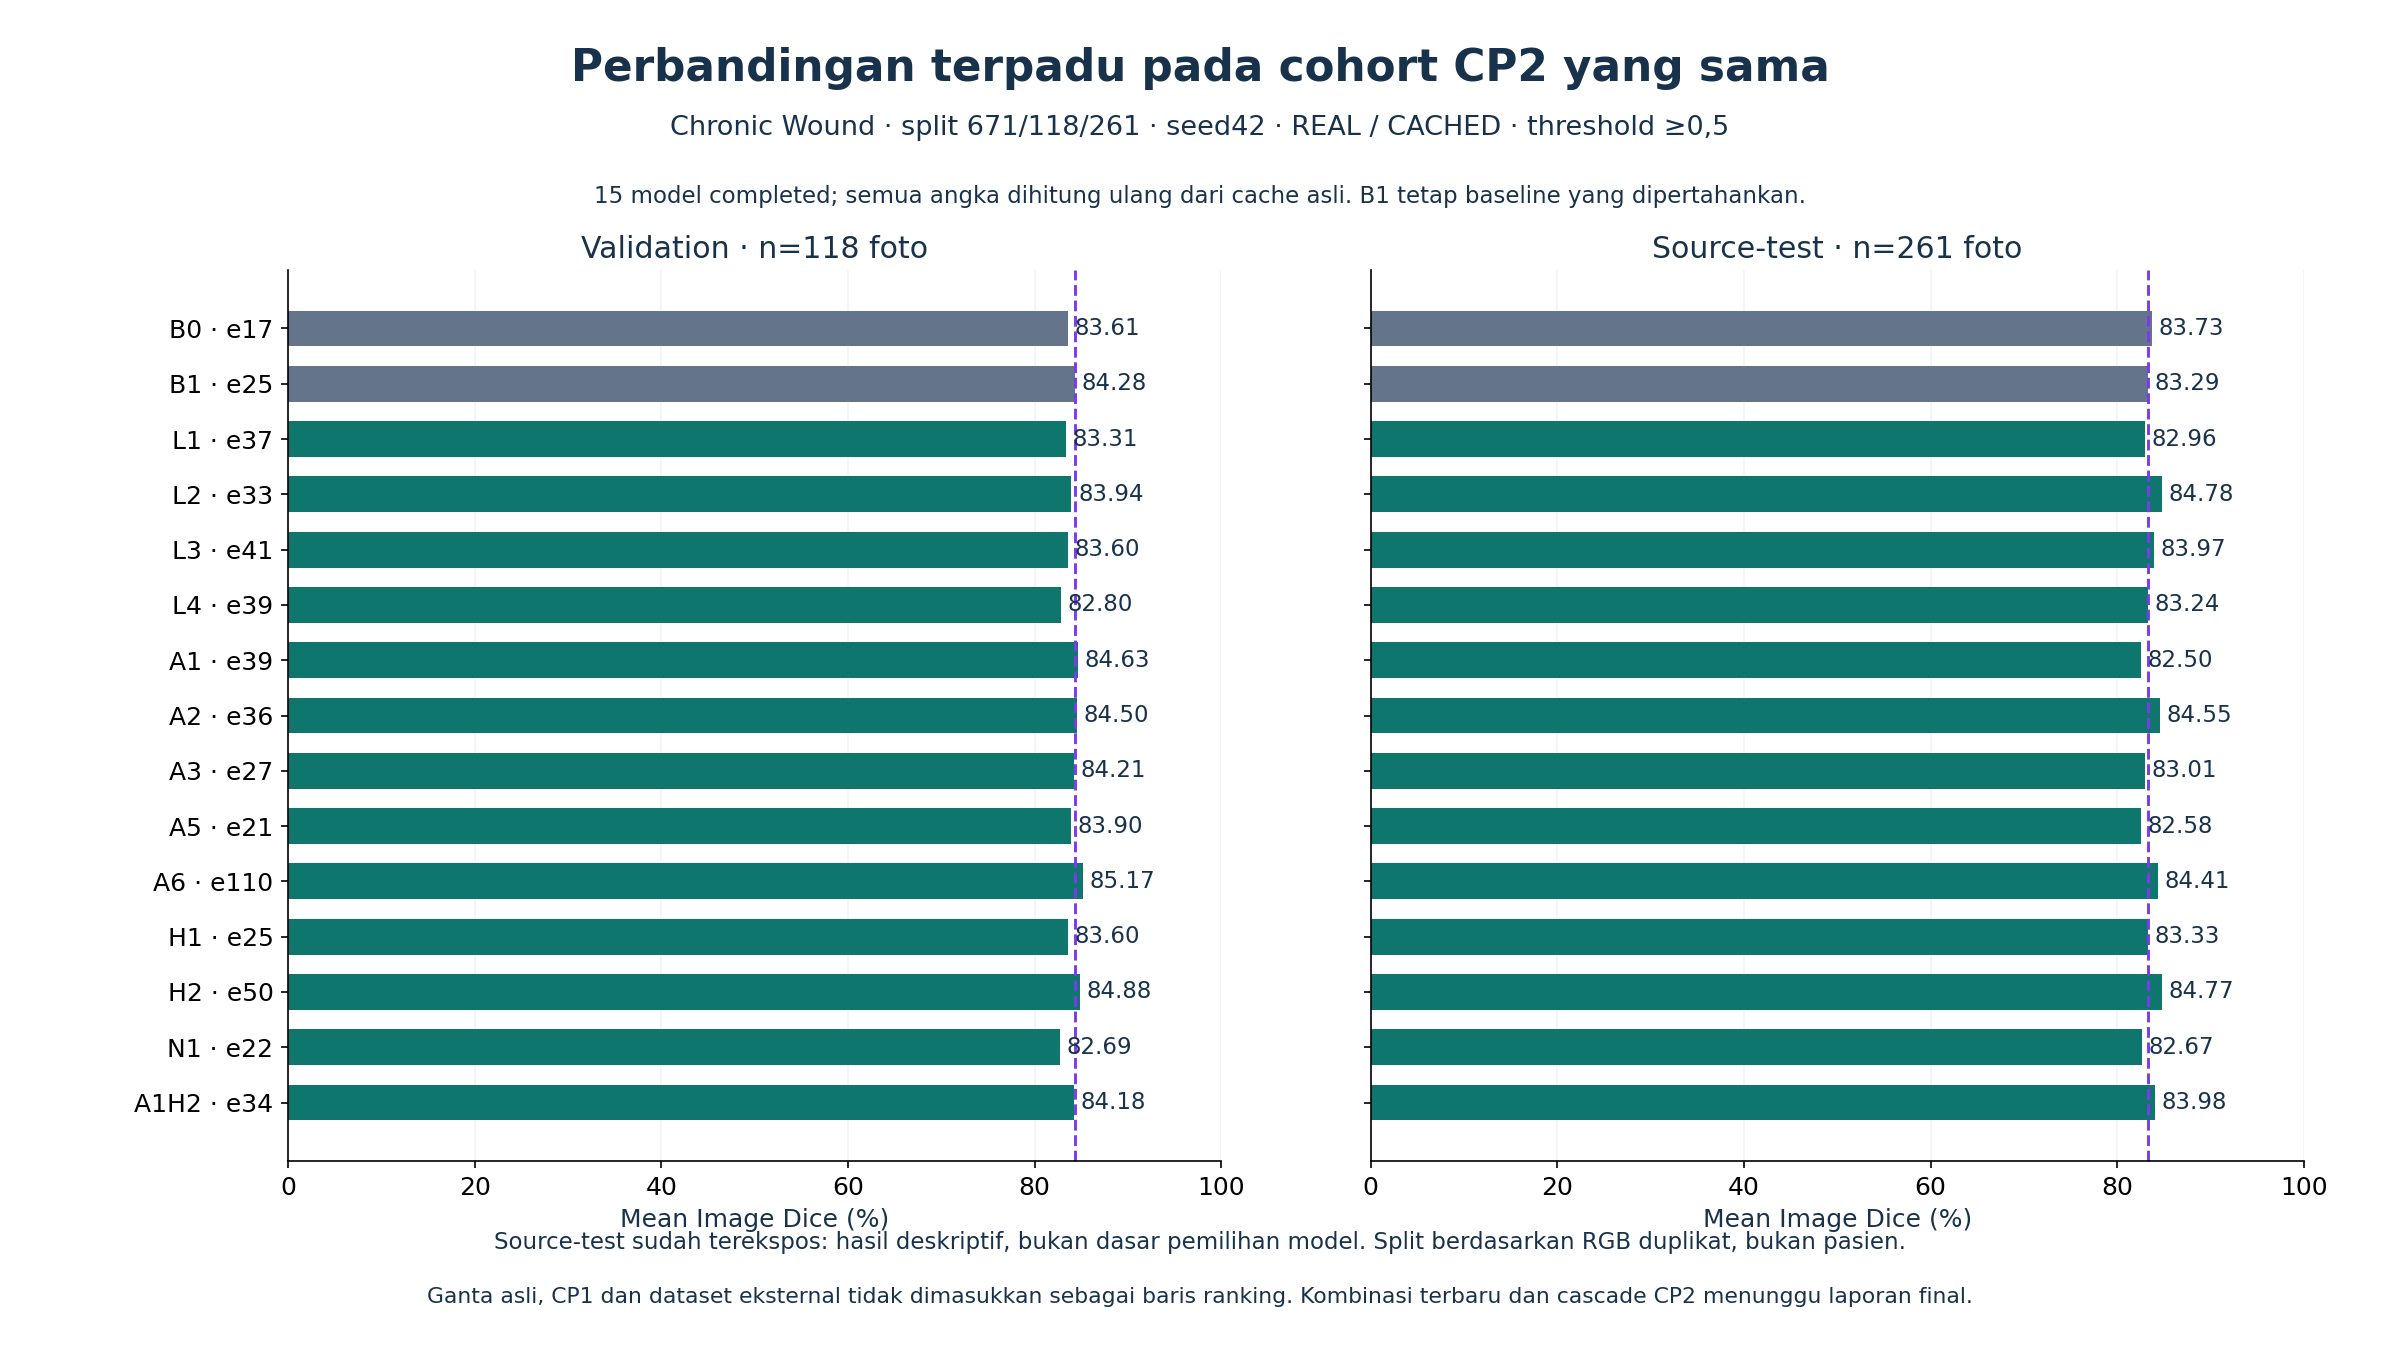 Perbandingan terpadu pada cohort CP2 yang sama
Chronic Wound · split 671/118/261 · seed42 · REAL / CACHED · threshold ≥0,5
15 model completed; semua angka dihitung ulang dari cache asli. B1 tetap baseline yang dipertahankan.
Validation · n=118 foto
Source-test · n=261 foto
B0 · e17 83.61 83.73
B1 · e25 84.28 83.29
L1 · e37 83.31 82.96
L2 · e33 83.94 84.78
L3 · e41 83.60 83.97
L4 · e39 82.80 83.24
A1 · e39 84.63 82.50
A2 · e36 84.50 84.55
A3 · e27 84.21 83.01
A5 · e21 83.90 82.58
A6 · e110 85.17 84.41
H1 · e25 83.60 83.33
H2 · e50 84.88 84.77
N1 · e22 82.69 82.67
A1H2 · e34 84.18 83.98
0 20 40 60 80 100 0 20 40 60 80 100
Mean Image Dice (%) Mean Image Dice (%)
Source-test sudah terekspos: hasil deskriptif, bukan dasar pemilihan model. Split berdasarkan RGB duplikat, bukan pasien.
Ganta asli, CP1 dan dataset eksternal tidak dimasukkan sebagai baris ranking. Kombinasi terbaru dan cascade CP2 menunggu laporan final.